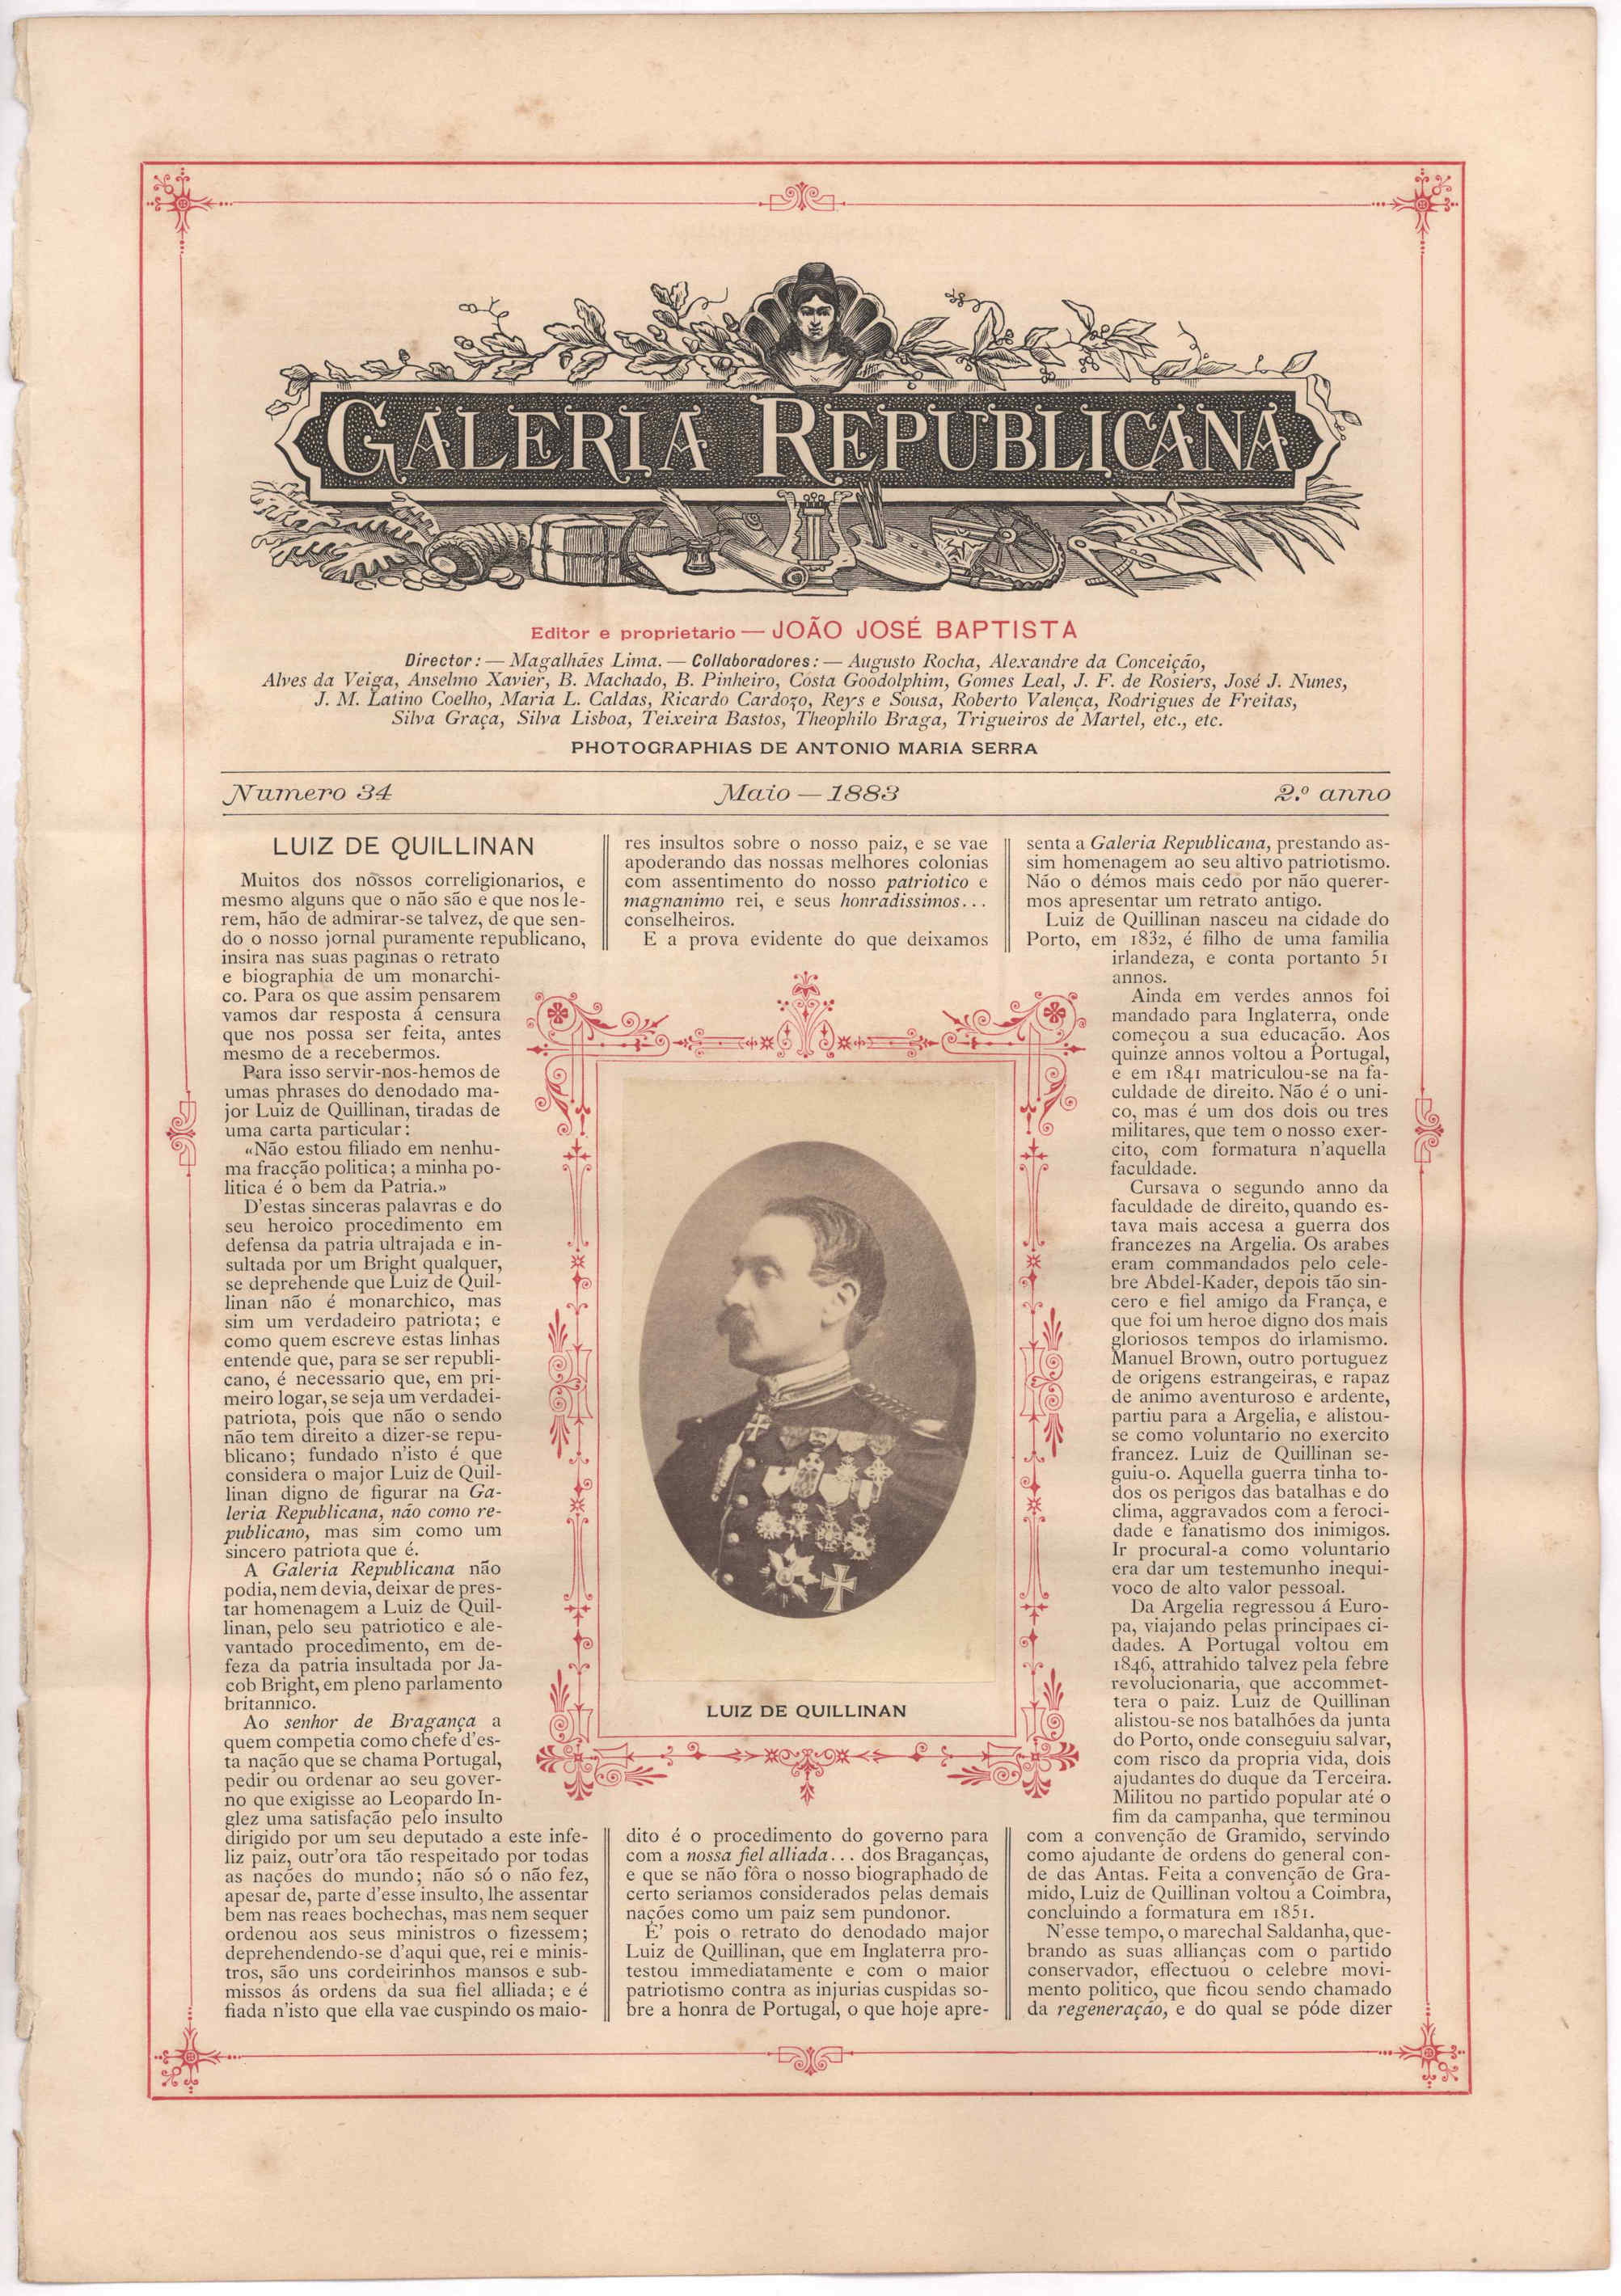 GALERIA REPUBLICANA
Editor e proprietario — JOÃO JOSÉ BAPTISTA
Director: — Magalhães Lima. — Collaboradores: — Augusto Rocha, Alexandre da Conceição,
Alves da Veiga, Anselmo Xavier, B. Machado, B. Pinheiro, Costa Goodolphim, Gomes Leal, J. F. de Rosiers, José J. Nunes,
J. M. Latino Coelho, Maria L. Caldas, Ricardo Cardozo, Reys e Sousa, Roberto Valença, Rodrigues de Freitas,
Silva Graça, Silva Lisboa, Teixeira Bastos, Theophilo Braga, Trigueiros de Martel, etc., etc.
PHOTOGRAPHIAS DE ANTONIO MARIA SERRA
Numero 34 Maio — 1883 2.º anno
LUIZ DE QUILLINAN
Muitos dos nossos correligionarios, e
mesmo alguns que o não são e que nos le-
rem, hão de admirar-se talvez, de que sen-
do o nosso jornal puramente republicano,
insira nas suas paginas o retrato
e biographia de um monarchi-
co. Para os que assim pensarem
vamos dar resposta á censura
que nos possa ser feita, antes
mesmo de a recebermos.
Para isso servir-nos-hemos de
umas phrases do denodado ma-
jor Luiz de Quillinan, tiradas de
uma carta particular:
«Não estou filiado em nenhu-
ma fracção politica; a minha po-
litica é o bem da Patria.»
D'estas sinceras palavras e do
seu heroico procedimento em
defensa da patria ultrajada e in-
sultada por um Bright qualquer,
se deprehende que Luiz de Quil-
linan não é monarchico, mas
sim um verdadeiro patriota; e
como quem escreve estas linhas
entende que, para se ser republi-
cano, é necessario que, em pri-
meiro logar, se seja um verdadei-
patriota, pois que não o sendo
não tem direito a dizer-se repu-
blicano; fundado n'isto é que
considera o major Luiz de Quil-
linan digno de figurar na Ga-
leria Republicana, não como re-
publicano, mas sim como um
sincero patriota que é.
A Galeria Republicana não
podia, nem devia, deixar de pres-
tar homenagem a Luiz de Quil-
linan, pelo seu patriotico e ale-
vantado procedimento, em de-
feza da patria insultada por Ja-
cob Bright, em pleno parlamento
britannico.
Ao senhor de Bragança a
quem competia como chefe d'es-
ta nação que se chama Portugal,
pedir ou ordenar ao seu gover-
no que exigisse ao Leopardo In-
glez uma satisfação pelo insulto
dirigido por um seu deputado a este infe-
liz paiz, outr'ora tão respeitado por todas
as nações do mundo; não só o não fez,
apesar de, parte d'esse insulto, lhe assentar
bem nas reaes bochechas, mas nem sequer
ordenou aos seus ministros o fizessem;
deprehendendo-se d'aqui que, rei e minis-
tros, são uns cordeirinhos mansos e sub-
missos ás ordens da sua fiel alliada; e é
fiada n'isto que ella vae cuspindo os maio-
res insultos sobre o nosso paiz, e se vae
apoderando das nossas melhores colonias
com assentimento do nosso patriotico e
magnanimo rei, e seus honradissimos...
conselheiros.
E a prova evidente do que deixamos
LUIZ DE QUILLINAN
dito é o procedimento do governo para
com a nossa fiel alliada... dos Braganças,
e que se não fôra o nosso biographado de
certo seriamos considerados pelas demais
nações como um paiz sem pundonor.
E' pois o retrato do denodado major
Luiz de Quillinan, que em Inglaterra pro-
testou immediatamente e com o maior
patriotismo contra as injurias cuspidas so-
bre a honra de Portugal, o que hoje apre-
senta a Galeria Republicana, prestando as-
sim homenagem ao seu altivo patriotismo.
Não o démos mais cedo por não querer-
mos apresentar um retrato antigo.
Luiz de Quillinan nasceu na cidade do
Porto, em 1832, é filho de uma familia
irlandeza, e conta portanto 51
annos.
Ainda em verdes annos foi
mandado para Inglaterra, onde
começou a sua educação. Aos
quinze annos voltou a Portugal,
e em 1841 matriculou-se na fa-
culdade de direito. Não é o uni-
co, mas é um dos dois ou tres
militares, que tem o nosso exer-
cito, com formatura n'aquella
faculdade.
Cursava o segundo anno da
faculdade de direito, quando es-
tava mais accesa a guerra dos
francezes na Argelia. Os arabes
eram commandados pelo cele-
bre Abdel-Kader, depois tão sin-
cero e fiel amigo da França, e
que foi um heroe digno dos mais
gloriosos tempos do irlamismo.
Manuel Brown, outro portuguez
de origens estrangeiras, e rapaz
de animo aventuroso e ardente,
partiu para a Argelia, e alistou-
se como voluntario no exercito
francez. Luiz de Quillinan se-
guiu-o. Aquella guerra tinha to-
dos os perigos das batalhas e do
clima, aggravados com a feroci-
dade e fanatismo dos inimigos.
Ir procural-a como voluntario
era dar um testemunho inequi-
voco de alto valor pessoal.
Da Argelia regressou á Euro-
pa, viajando pelas principaes ci-
dades. A Portugal voltou em
1846, attrahido talvez pela febre
revolucionaria, que accommet-
tera o paiz. Luiz de Quillinan
alistou-se nos batalhões da junta
do Porto, onde conseguiu salvar,
com risco da propria vida, dois
ajudantes do duque da Terceira.
Militou no partido popular até o
fim da campanha, que terminou
com a convenção de Gramido, servindo
como ajudante de ordens do general con-
de das Antas. Feita a convenção de Gra-
mido, Luiz de Quillinan voltou a Coimbra,
concluindo a formatura em 1851.
N'esse tempo, o marechal Saldanha, que-
brando as suas allianças com o partido
conservador, effectuou o celebre movi-
mento politico, que ficou sendo chamado
da regeneração, e do qual se póde dizer